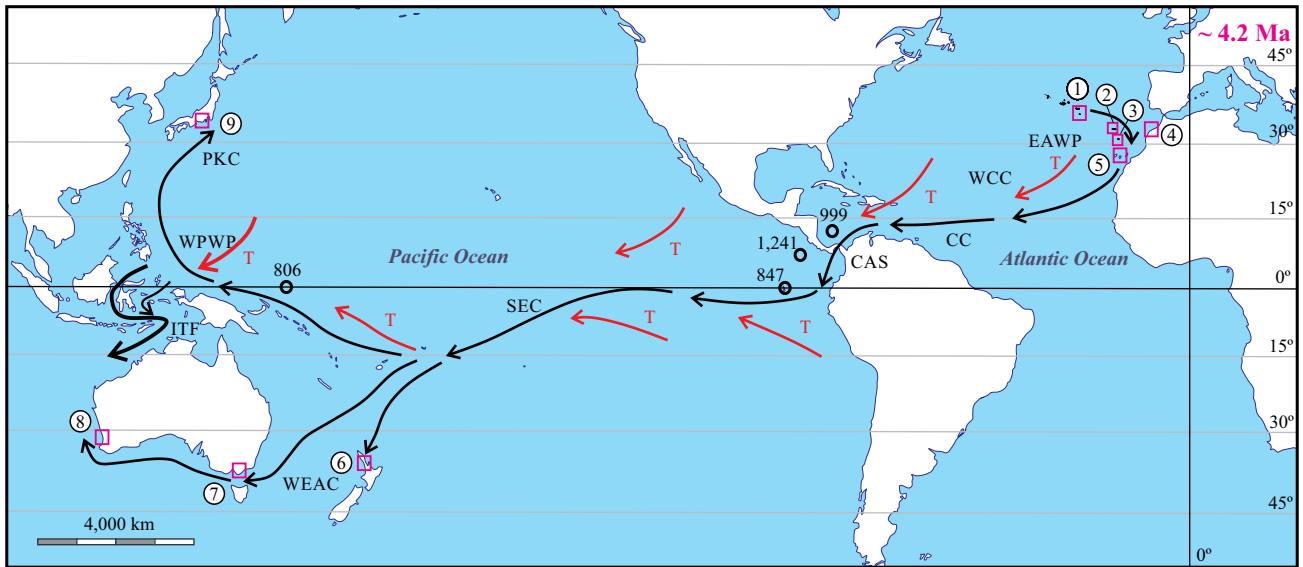 ~ 4.2 Ma
45º
1
2
3
4
9
30º
EAWP
PKC
5
T
WCC
T
999
15º
WPWP
T
Pacific Ocean
T
1,241
CC
Atlantic Ocean
CAS
806
847
0º
SEC
ITF
T
T
T
15º
8
30º
6
WEAC
7
45º
4,000 km
0º